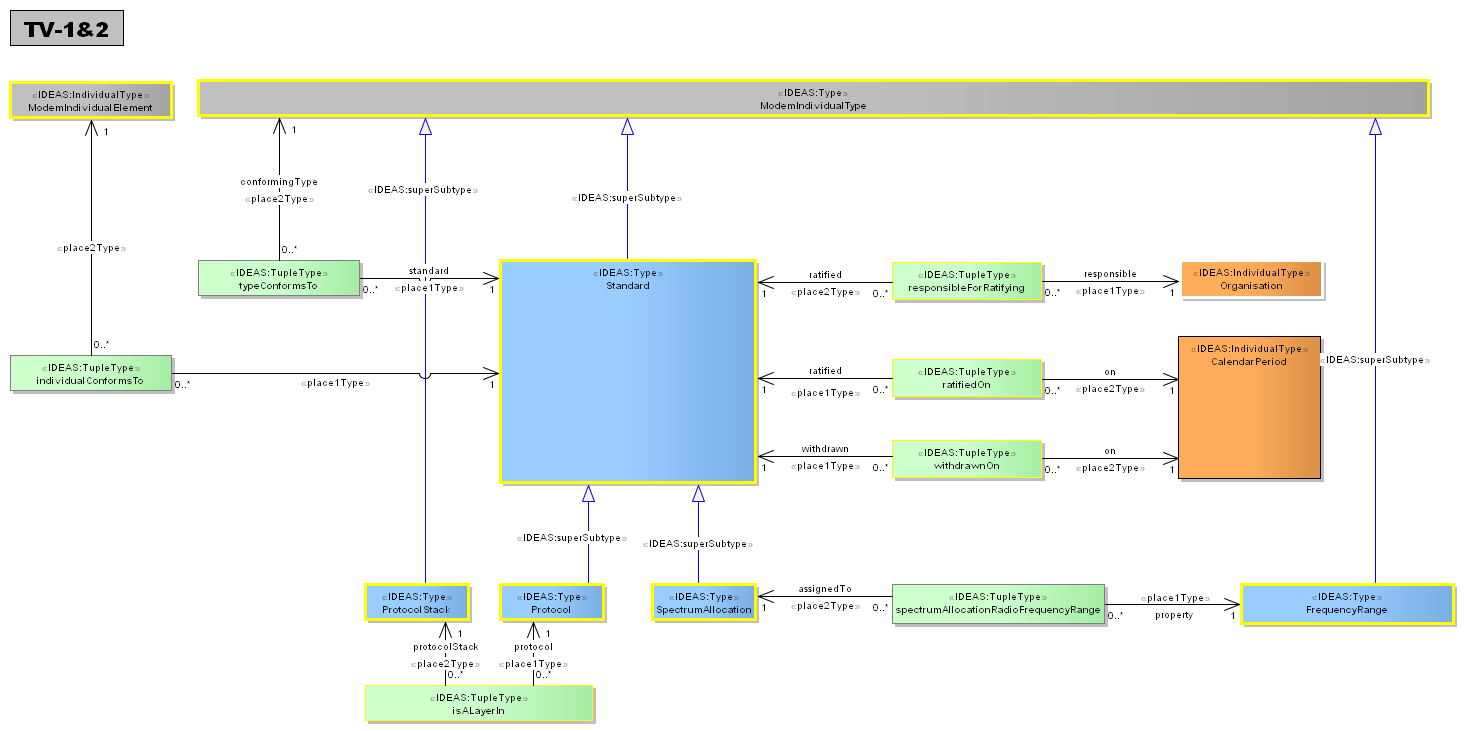 TV-1&2
«IDEAS:IndividualType»
ModemIndividualElement
«IDEAS:Type»
ModemIndividualType
1
1
conformingType
«place2Type»
«IDEAS:superSubtype»
«IDEAS:superSubtype»
«place2Type»
0..*
«IDEAS:TupleType»
typeConformsTo
standard
0..*
«place1Type»
1
«IDEAS:Type»
Standard
ratified
1
«place2Type»
0..*
«IDEAS:TupleType»
responsibleForRatifying
responsible
0..*
«place1Type»
1
«IDEAS:IndividualType»
Organisation
0..*
«IDEAS:TupleType»
individualConformsTo
0..*
«place1Type»
1
ratified
1
«place1Type»
0..*
«IDEAS:TupleType»
ratifiedOn
on
0..*
«place2Type»
1
«IDEAS:IndividualType»
CalendarPeriod
«IDEAS:superSubtype»
withdrawn
1
«place1Type»
0..*
«IDEAS:TupleType»
withdrawnOn
on
0..*
«place2Type»
1
«IDEAS:superSubtype»
«IDEAS:superSubtype»
«IDEAS:Type»
ProtocolStack
«IDEAS:Type»
Protocol
«IDEAS:Type»
SpectrumAllocation
assignedTo
1
«place2Type»
0..*
«IDEAS:TupleType»
spectrumAllocationRadioFrequencyRange
«place1Type»
0..*
property
1
«IDEAS:Type»
FrequencyRange
1
protocolStack
«place2Type»
0..*
1
protocol
«place1Type»
0..*
«IDEAS:TupleType»
isALayerIn